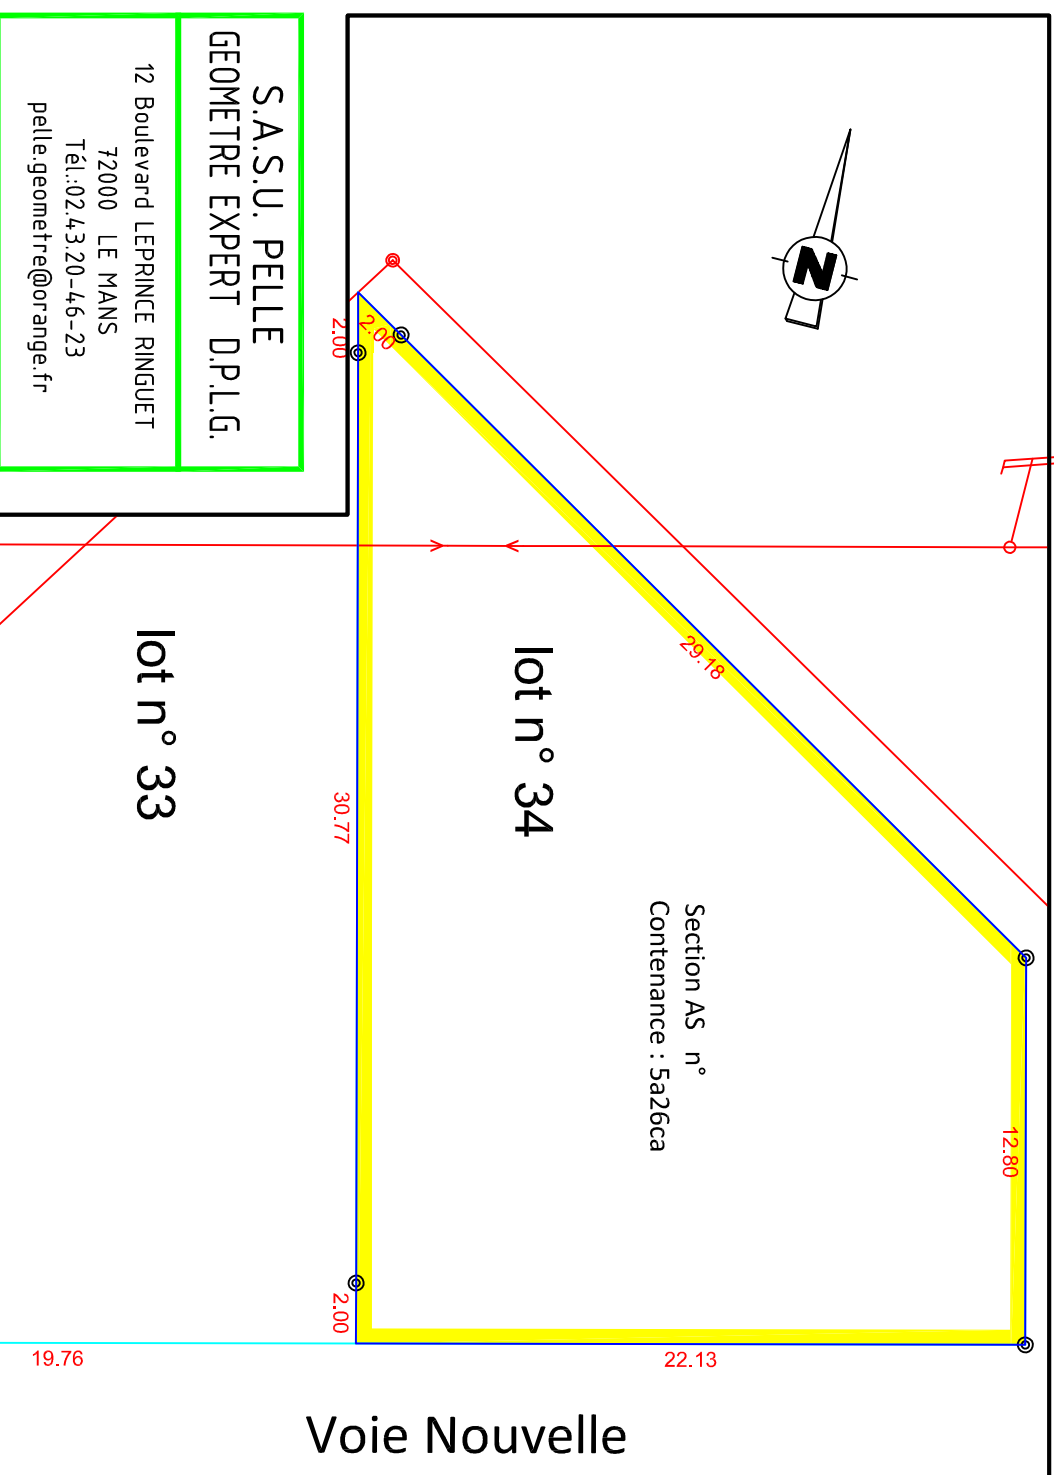 S.A.S.U. PELLE
GEOMETRE EXPERT D.P.L.G.
12 Boulevard LEPRINCE RINGUET
72000 LE MANS
Tél.:02.43.20-46-23
pelle.geometre@orange.fr
N
2.00
2.00
29.18
lot n° 33
lot n° 34
30.77
Section AS n°
Contenance : 5a26ca
12.80
2.00
19.76
22.13
Voie Nouvelle